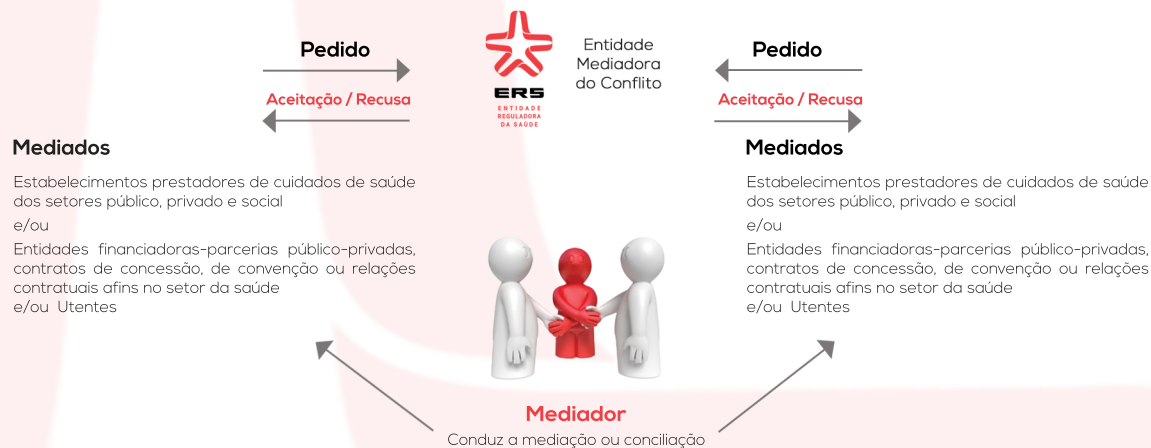 Pedido
Aceitação / Recusa
ERS
ENTIDADE
REGULADORA
DA SAÚDE
Entidade
Mediadora
do Conflito
Pedido
Aceitação / Recusa
Mediados
Estabelecimentos prestadores de cuidados de saúde
dos setores público, privado e social
e/ou
Entidades financiadoras-parcerias público-privadas,
contratos de concessão, de convenção ou relações
contratuais afins no setor da saúde
e/ou Utentes
Mediados
Estabelecimentos prestadores de cuidados de saúde
dos setores público, privado e social
e/ou
Entidades financiadoras-parcerias público-privadas,
contratos de concessão, de convenção ou relações
contratuais afins no setor da saúde
e/ou Utentes
Mediador
Conduz a mediação ou conciliação